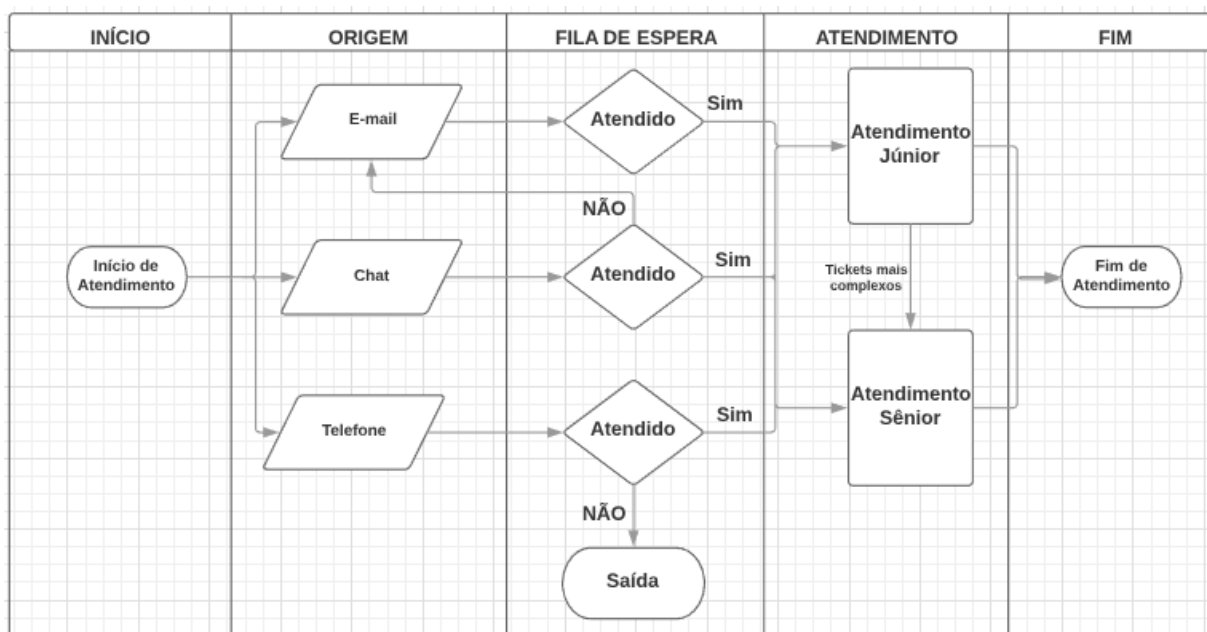 INÍCIO
ORIGEM
FILA DE ESPERA
ATENDIMENTO
FIM
E-mail
Atendido
Sim
Atendimento
Júnior
NÃO
Início de
Atendimento
Chat
Atendido
Sim
Tickets mais
complexos
Fim de
Atendimento
Telefone
Atendido
Sim
Atendimento
Sênior
NÃO
Saída